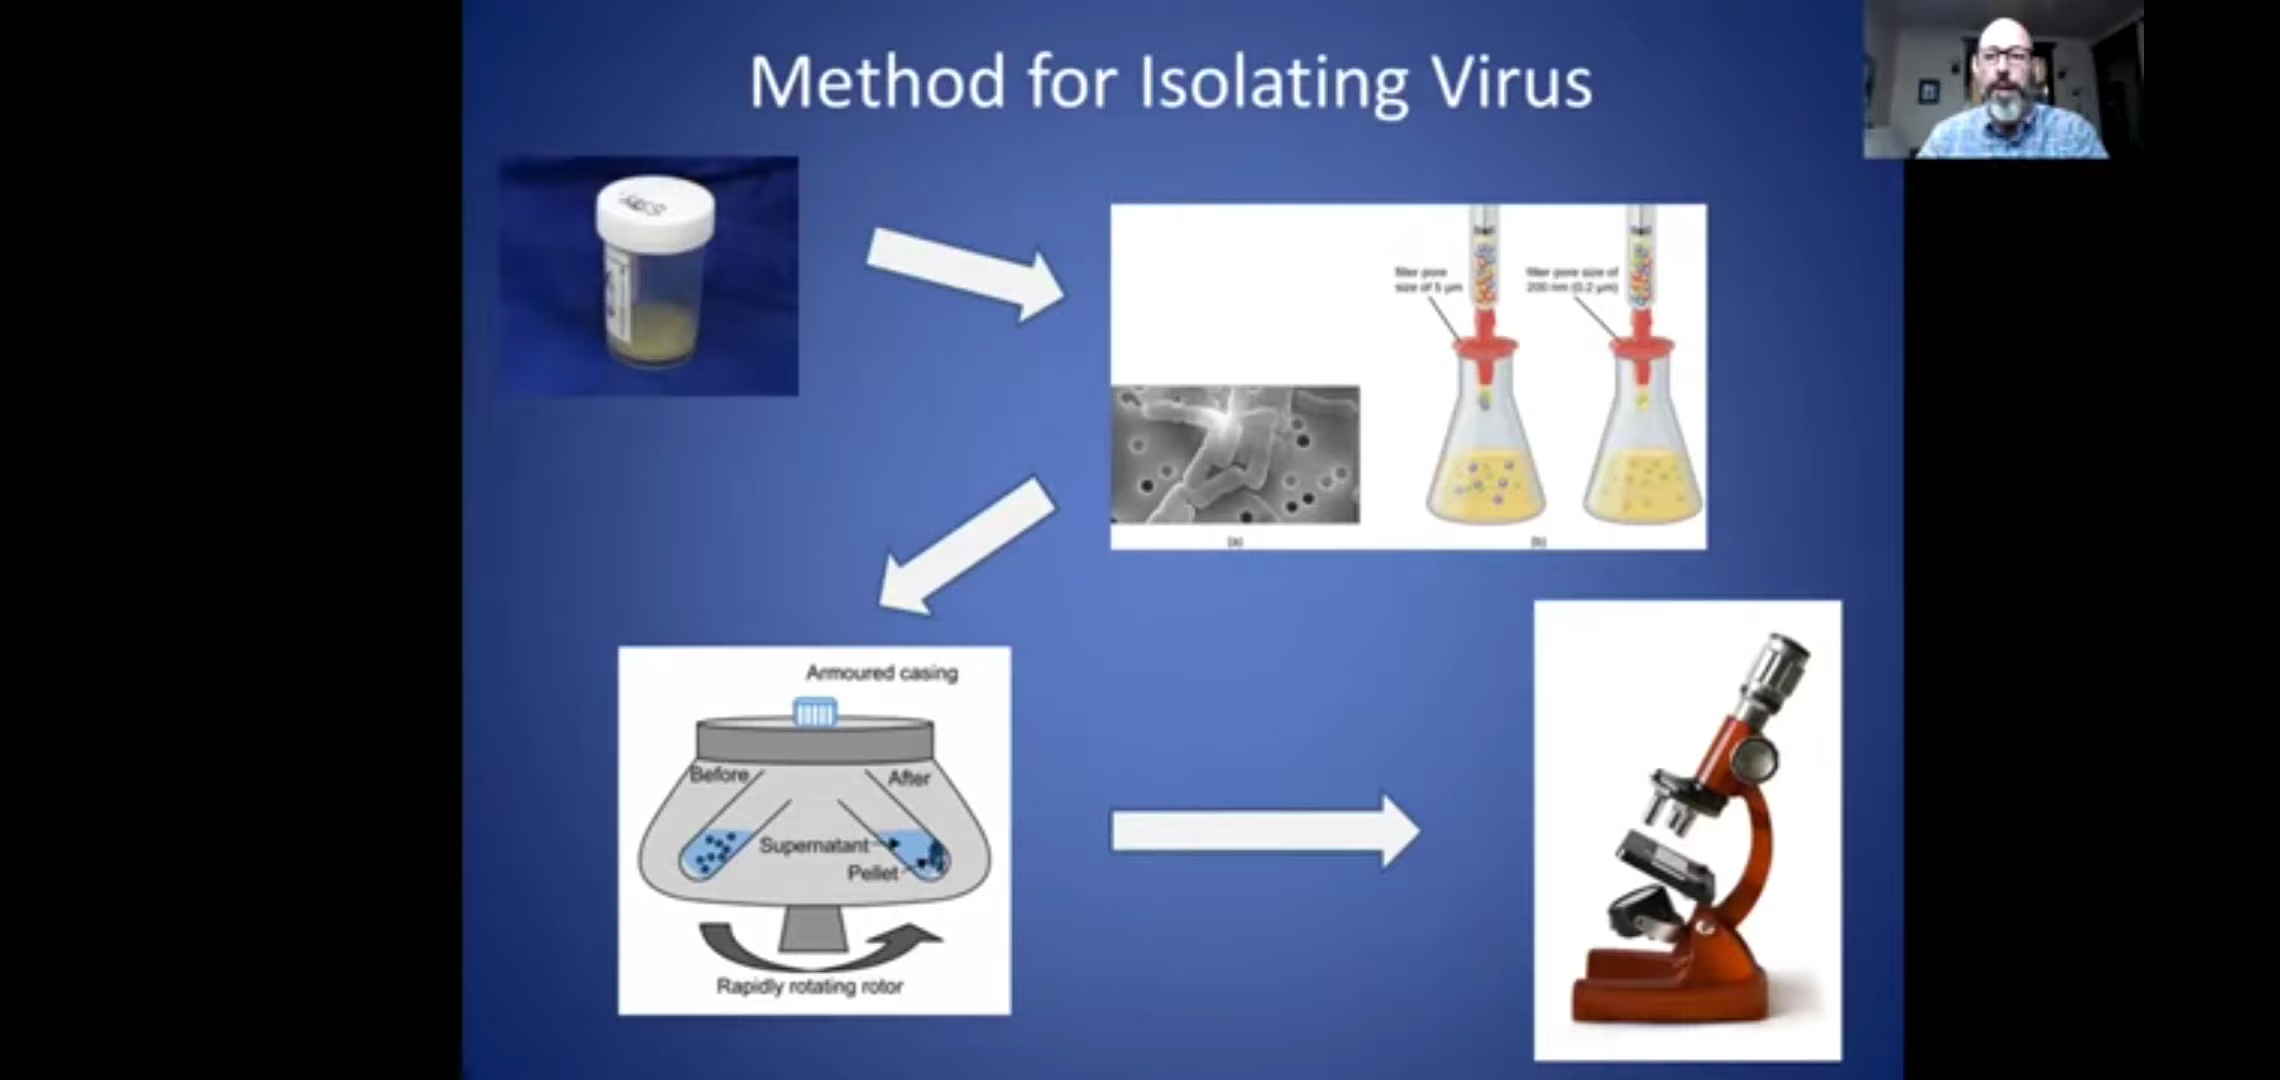 Method for Isolating Virus
filter pore
size of 5 µm
filter pore size of
200 nm (0.2 µm)
(a)
(b)
Armoured casing
Before
After
Supernatant
Pellet
Rapidly rotating rotor